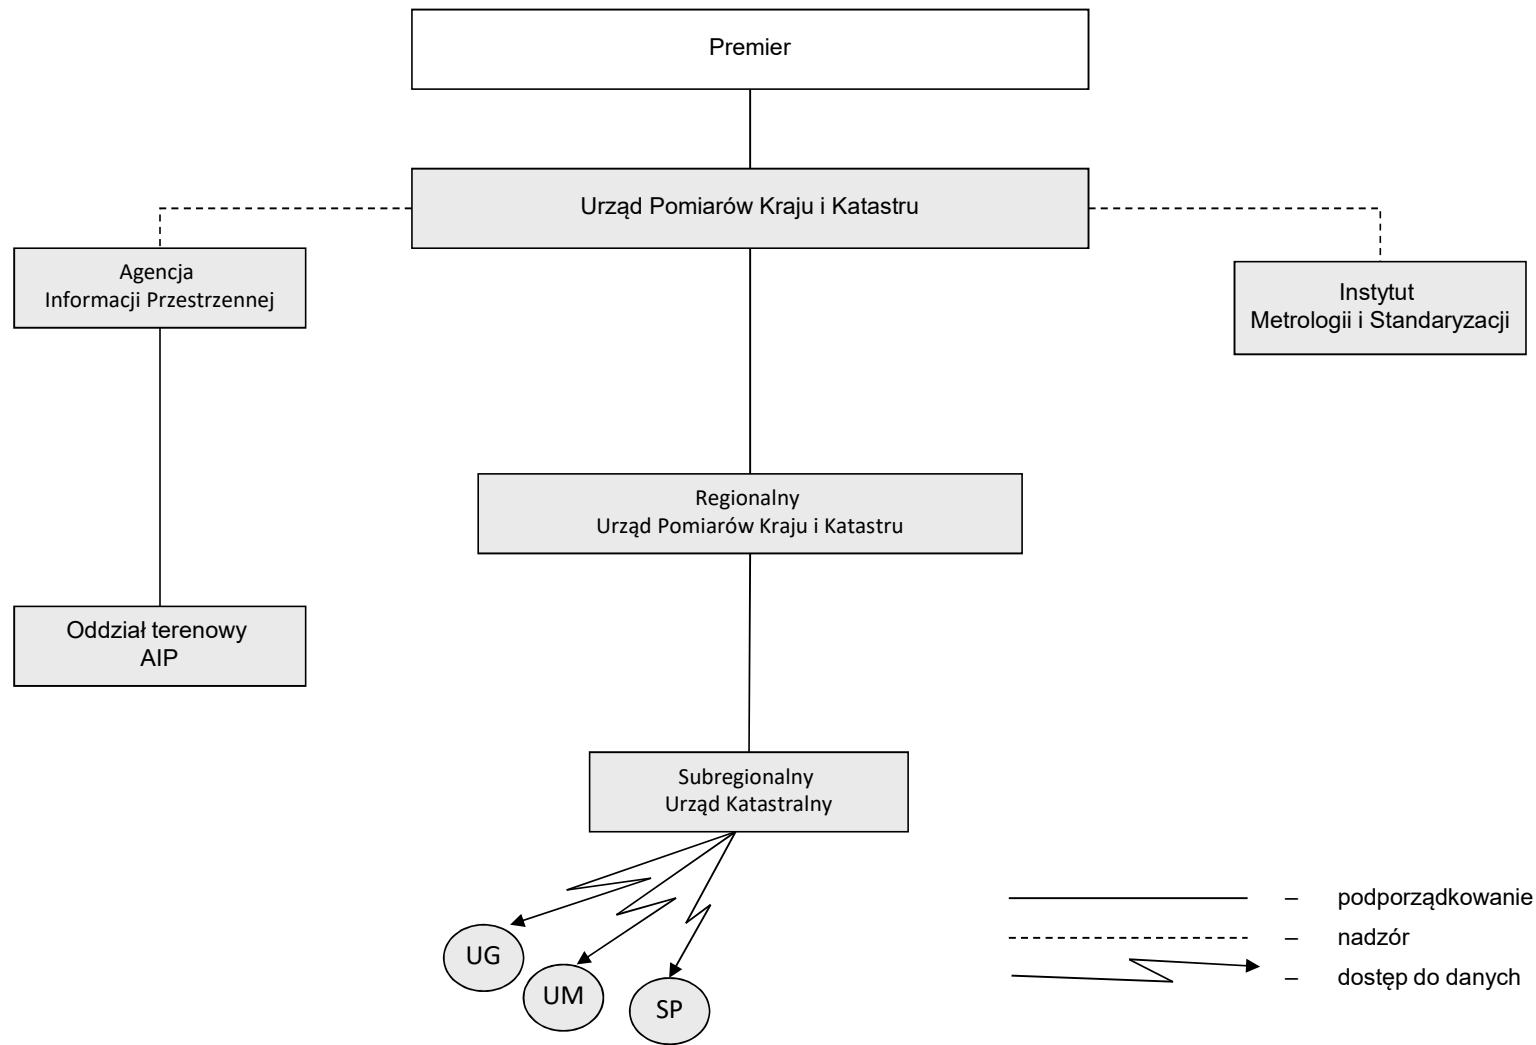 Premier
Urząd Pomiarów Kraju i Katastru
Agencja
Informacji Przestrzennej
Instytut
Metrologii i Standaryzacji
Regionalny
Urząd Pomiarów Kraju i Katastru
Oddział terenowy
AIP
Subregionalny
Urząd Katastralny
UG
UM
SP
– podporządkowanie
– nadzór
– dostęp do danych